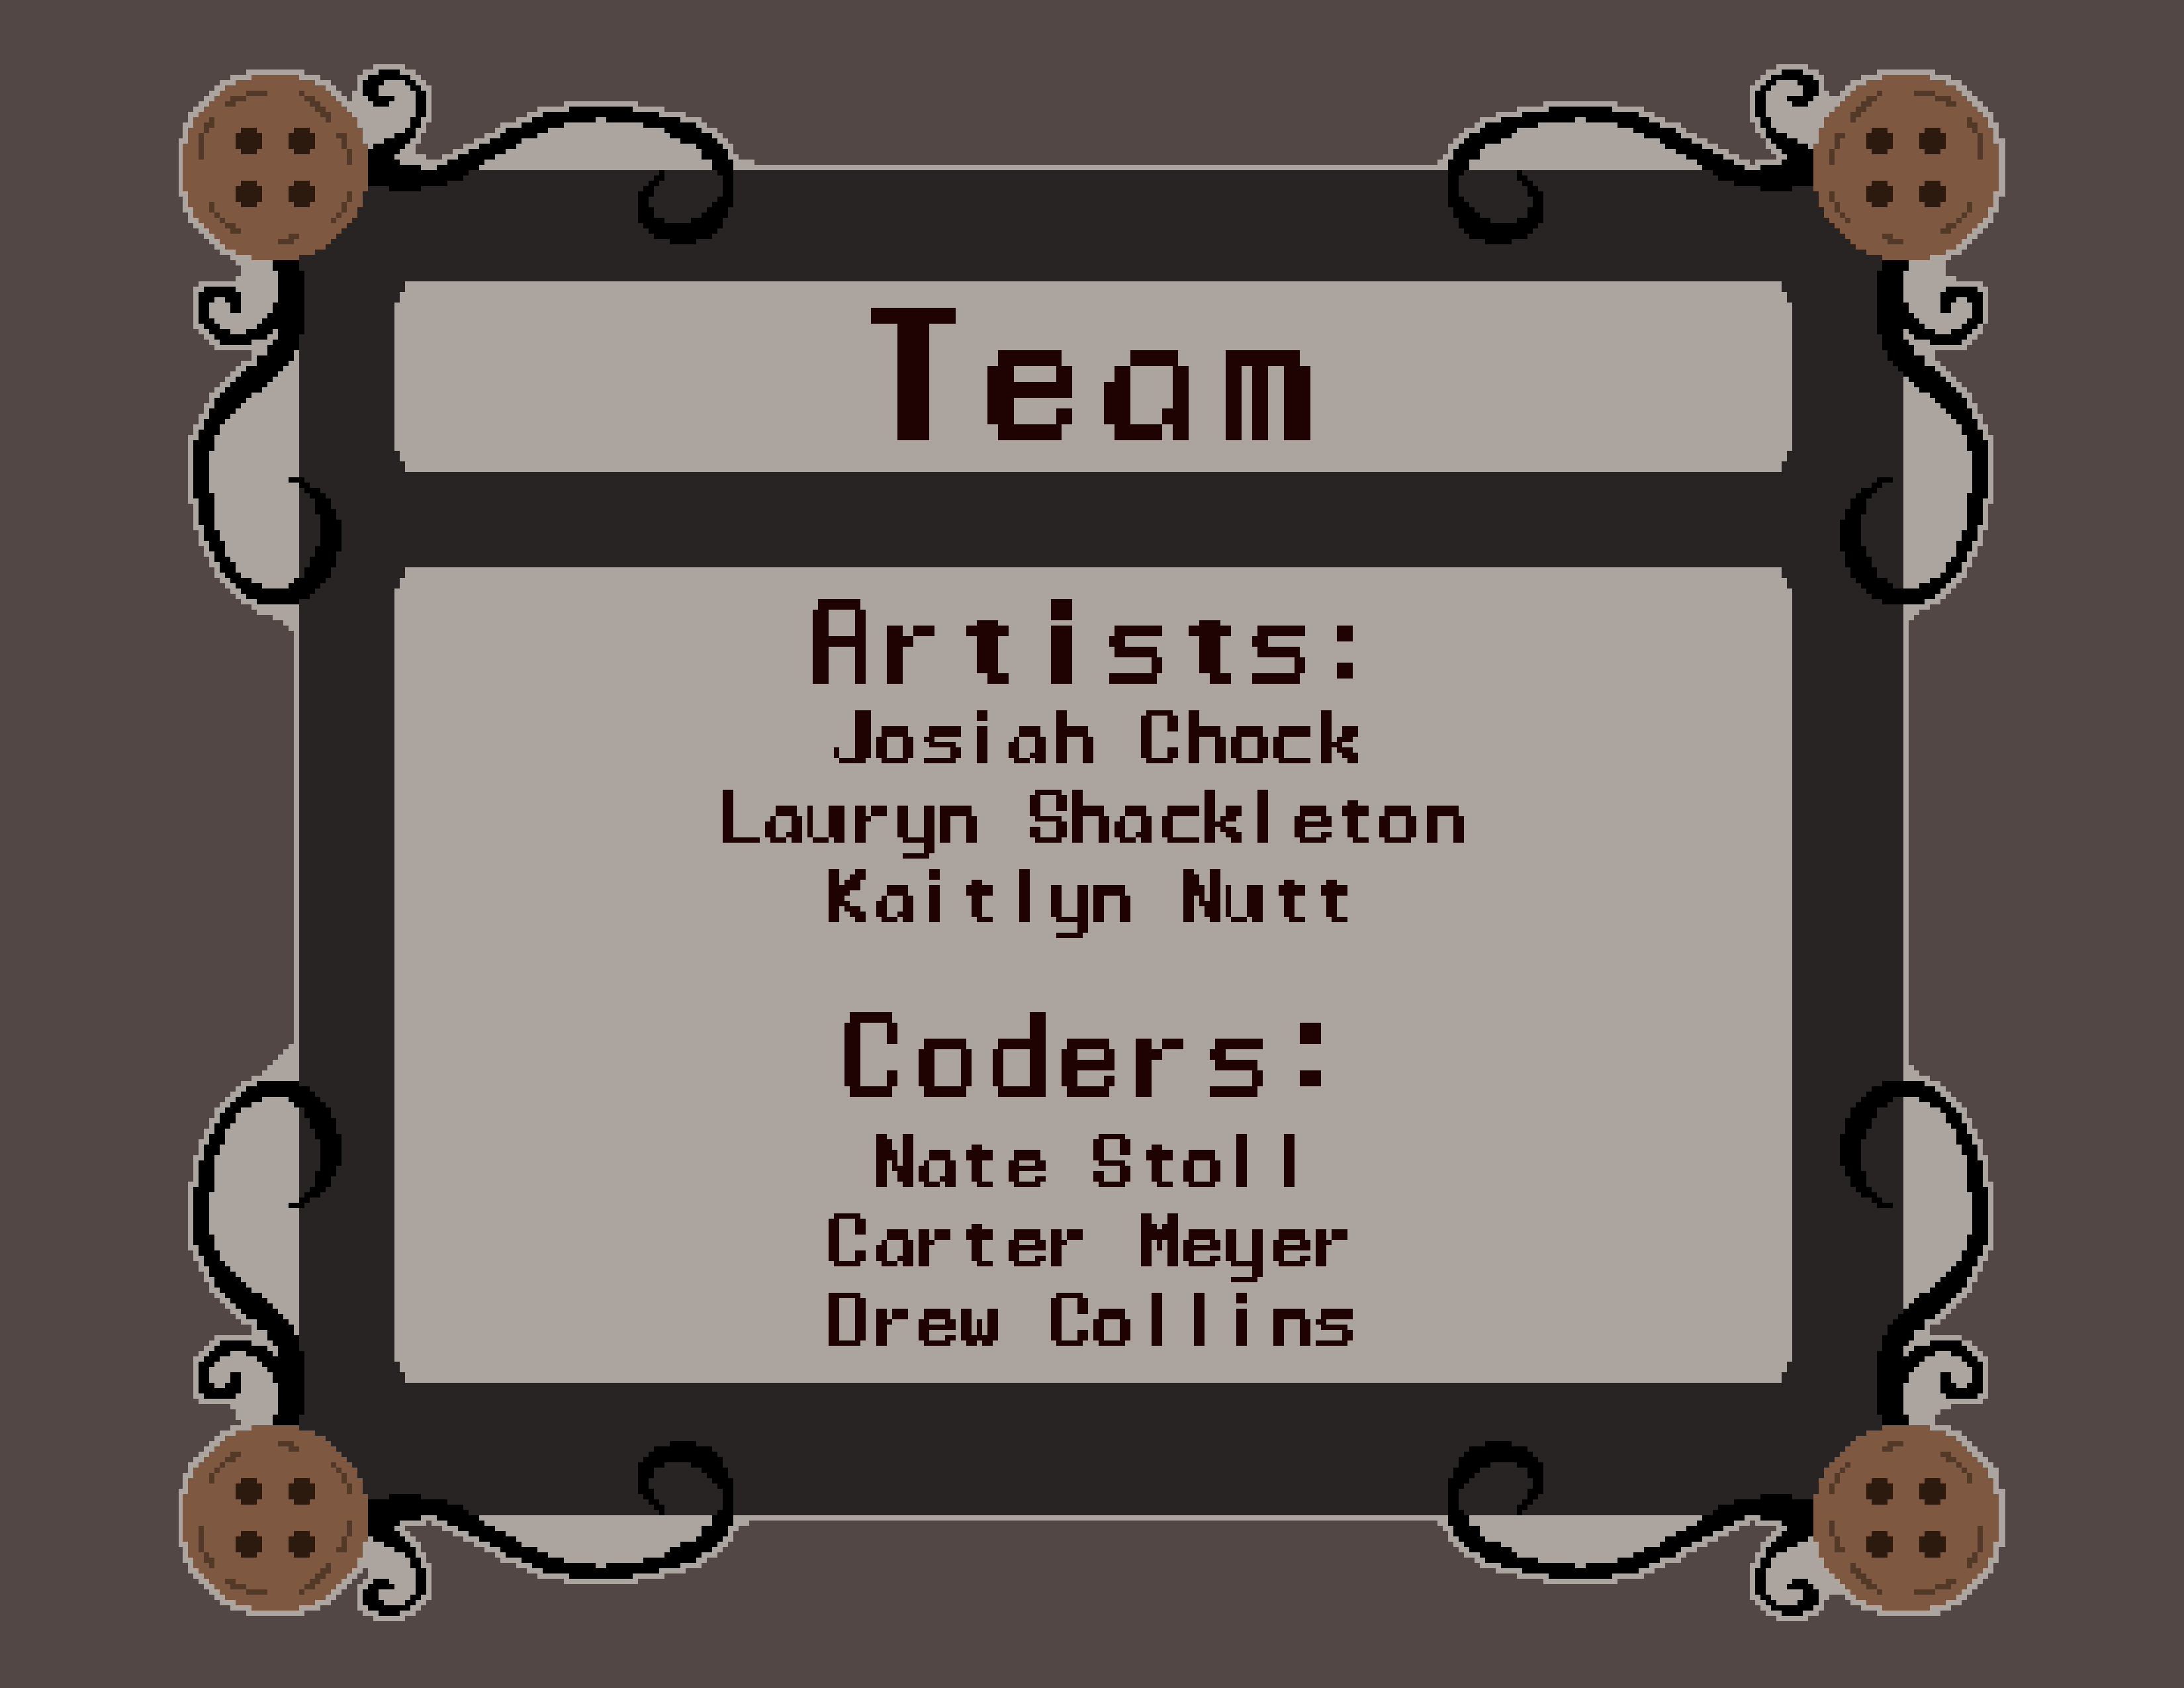 Team
Artists:
Josiah Chock
Lauryn Shackleton
Kaitlyn Nutt
Coders:
Nate Stoll
Carter Meyer
Drew Collins